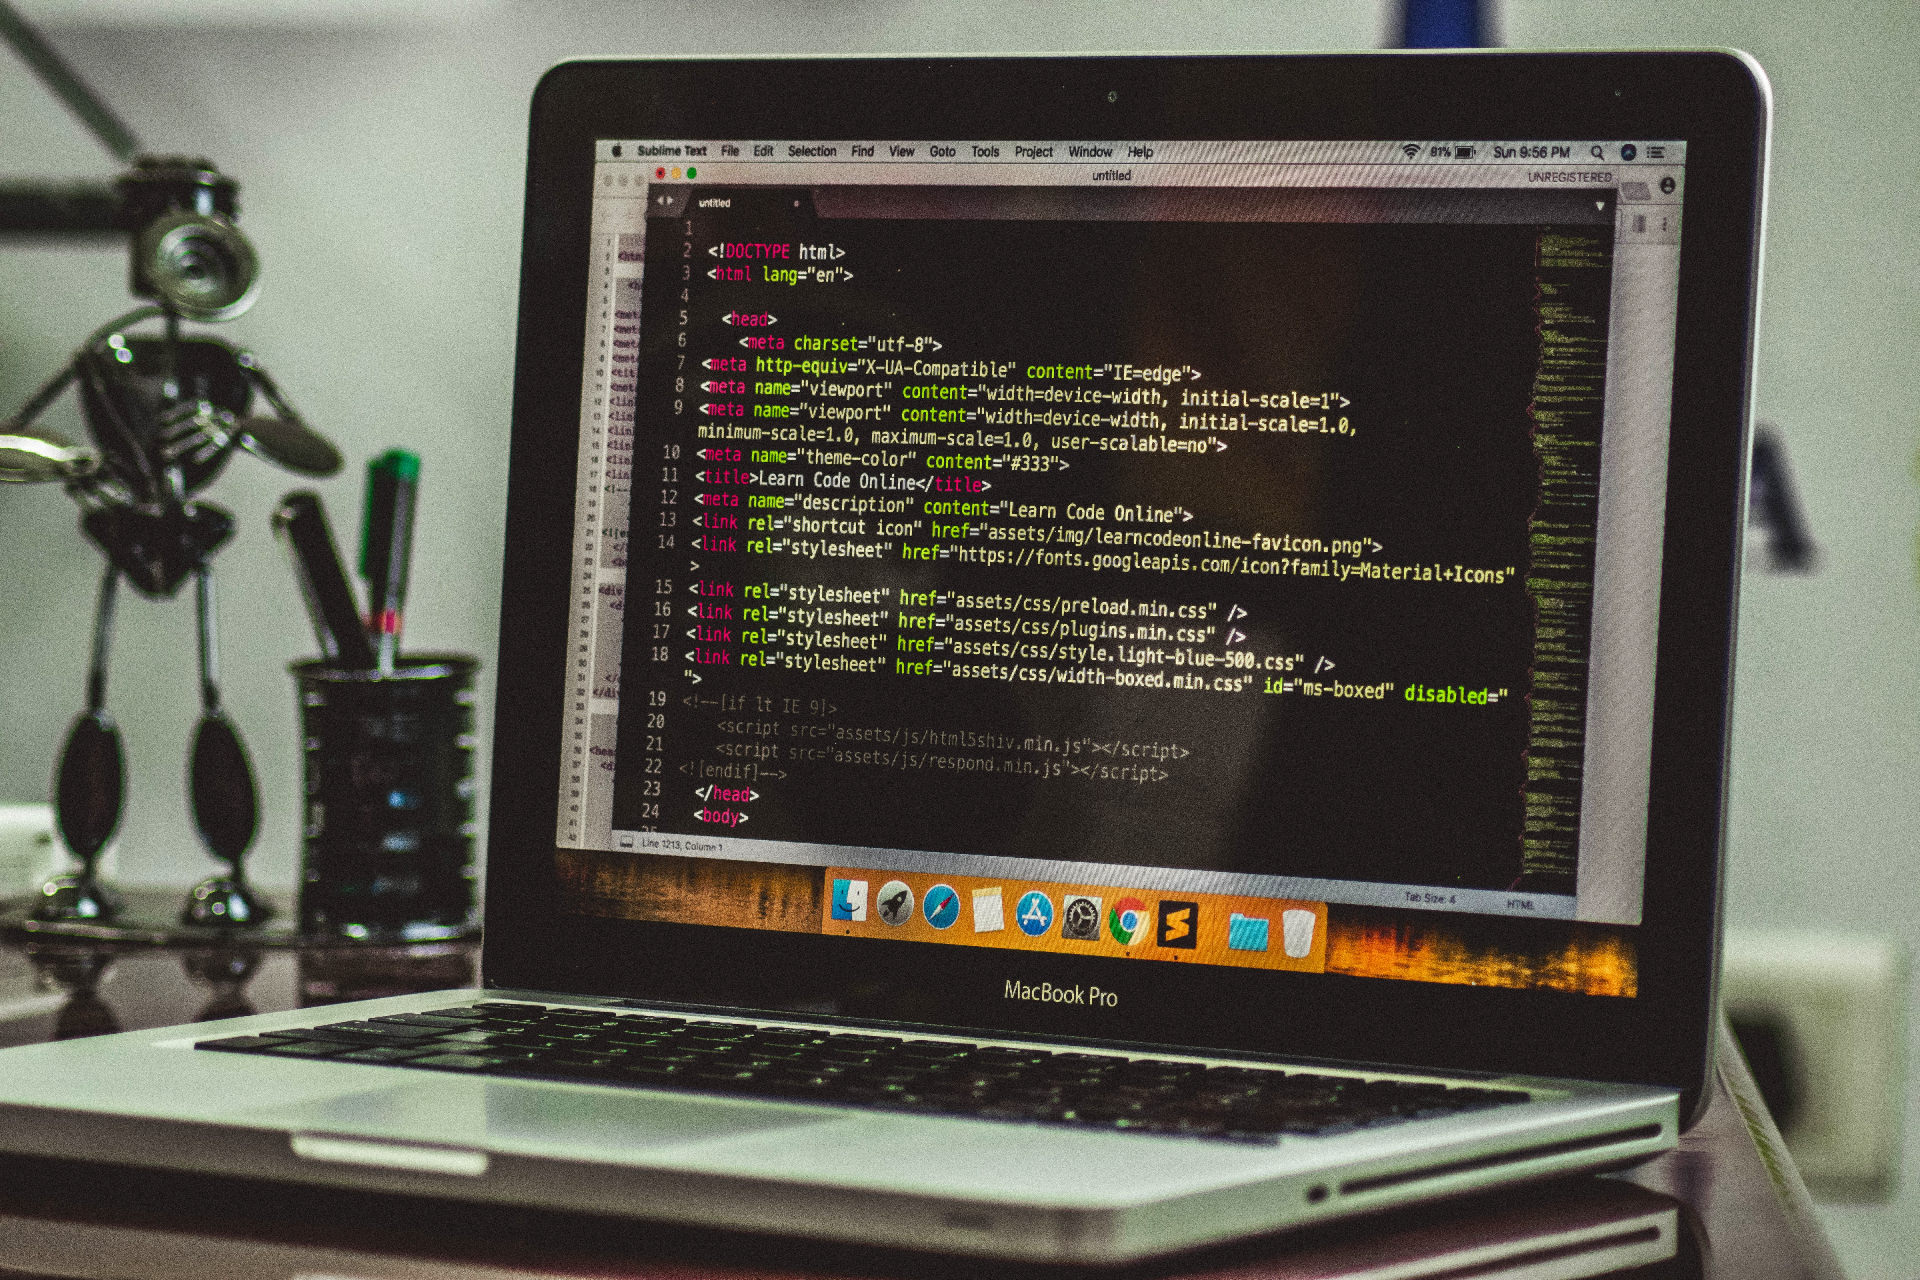 Sublime Text File Edit Selection Find View Goto Tools Project Window Help 91% Sun 9:56 PM
untitled UNREGISTERED
untitled
1
2 <!DOCTYPE html>
3 <html lang="en">
4
5 <head>
6 <meta charset="utf-8">
7 <meta http-equiv="X-UA-Compatible" content="IE=edge">
8 <meta name="viewport" content="width=device-width, initial-scale=1">
9 <meta name="viewport" content="width=device-width, initial-scale=1.0,
minimum-scale=1.0, maximum-scale=1.0, user-scalable=no">
10 <meta name="theme-color" content="#333">
11 <title>Learn Code Online</title>
12 <meta name="description" content="Learn Code Online">
13 <link rel="shortcut icon" href="assets/img/learncodeonline-favicon.png">
14 <link rel="stylesheet" href="https://fonts.googleapis.com/icon?family=Material+Icons"
>
15 <link rel="stylesheet" href="assets/css/preload.min.css" />
16 <link rel="stylesheet" href="assets/css/plugins.min.css" />
17 <link rel="stylesheet" href="assets/css/style.light-blue-500.css" />
18 <link rel="stylesheet" href="assets/css/width-boxed.min.css" id="ms-boxed" disabled="
">
19 <!--[if lt IE 9]>
20 <script src="assets/js/html5shiv.min.js"></script>
21 <script src="assets/js/respond.min.js"></script>
22 <![endif]-->
23 </head>
24 <body>
25
Line 1213, Column 1 Tab Size: 4 HTML
MacBook Pro